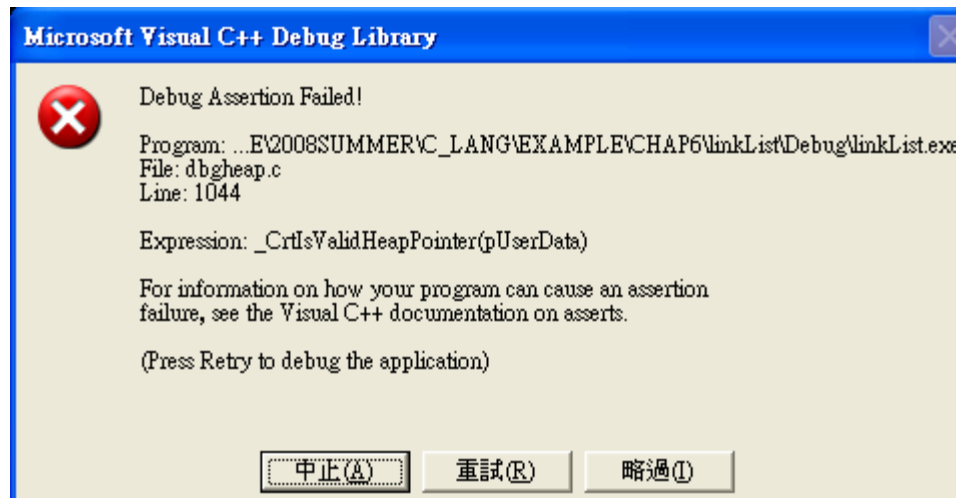 Microsoft Visual C++ Debug Library
Debug Assertion Failed!
Program: ...E\2008SUMMER\C_LANG\EXAMPLE\CHAP6\linkList\Debug\linkList.exe
File: dbgheap.c
Line: 1044
Expression: _CrtIsValidHeapPointer(pUserData)
For information on how your program can cause an assertion
failure, see the Visual C++ documentation on asserts.
(Press Retry to debug the application)
中止(A) 重試(R) 略過(I)